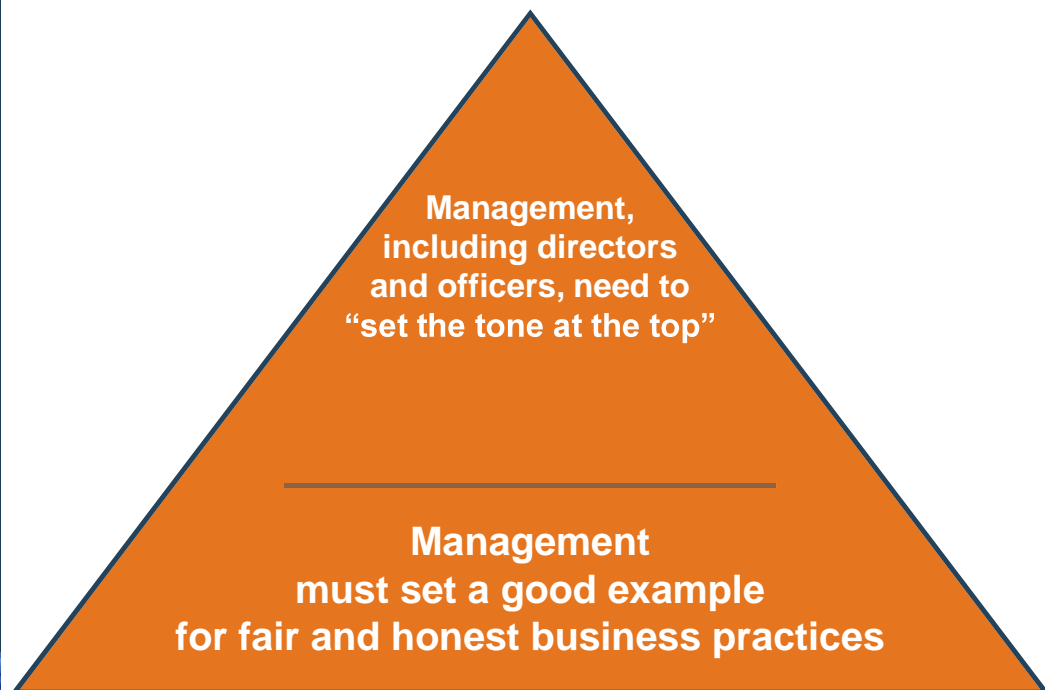 Management,
including directors
and officers, need to
“set the tone at the top”
Management
must set a good example
for fair and honest business practices